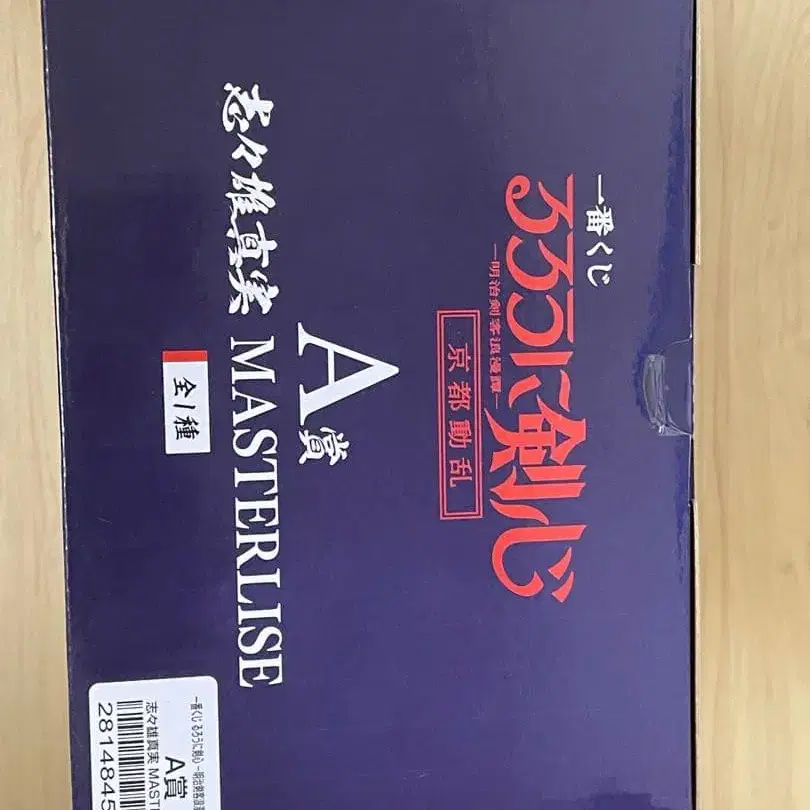 一番くじ
るろうに剣心
―明治剣客浪漫譚―
京都動乱
A賞
志々雄真実 MASTERLISE
全1種
一番くじ るろうに剣心 ―明治剣客浪漫
A賞
志々雄真実 MAST
2814845